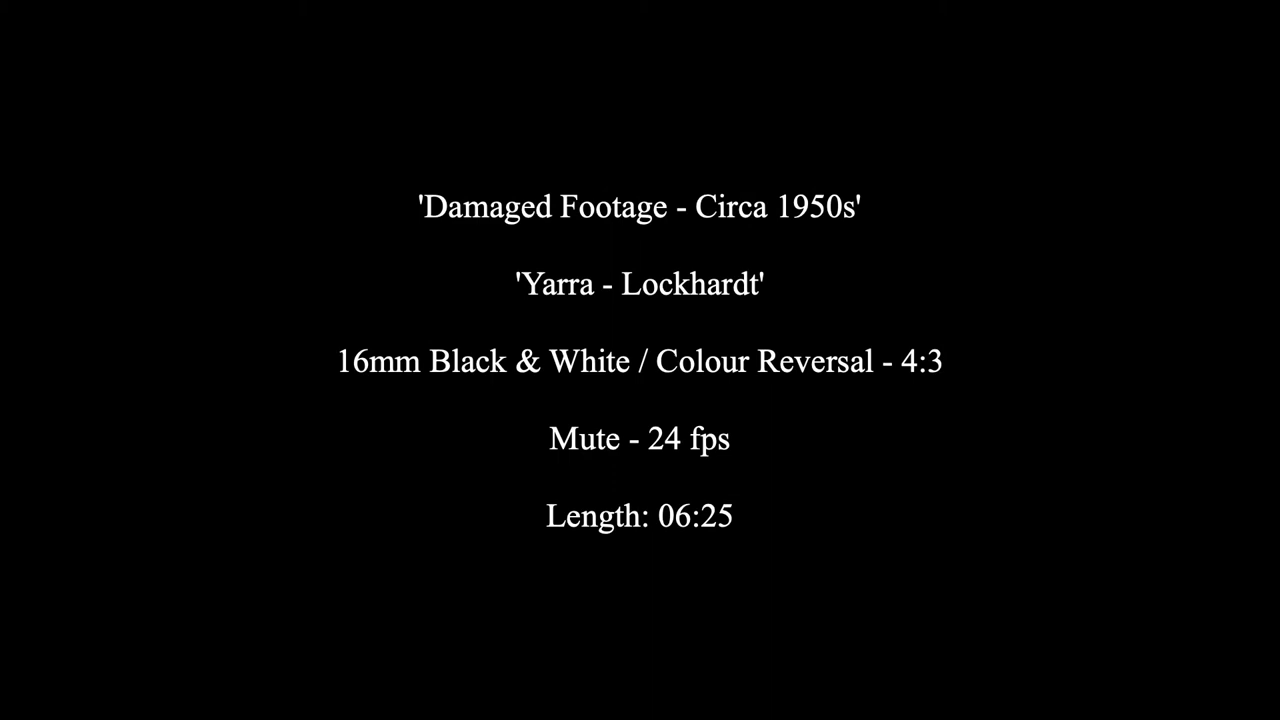 'Damaged Footage - Circa 1950s'
'Yarra - Lockhardt'
16mm Black & White / Colour Reversal - 4:3
Mute - 24 fps
Length: 06:25